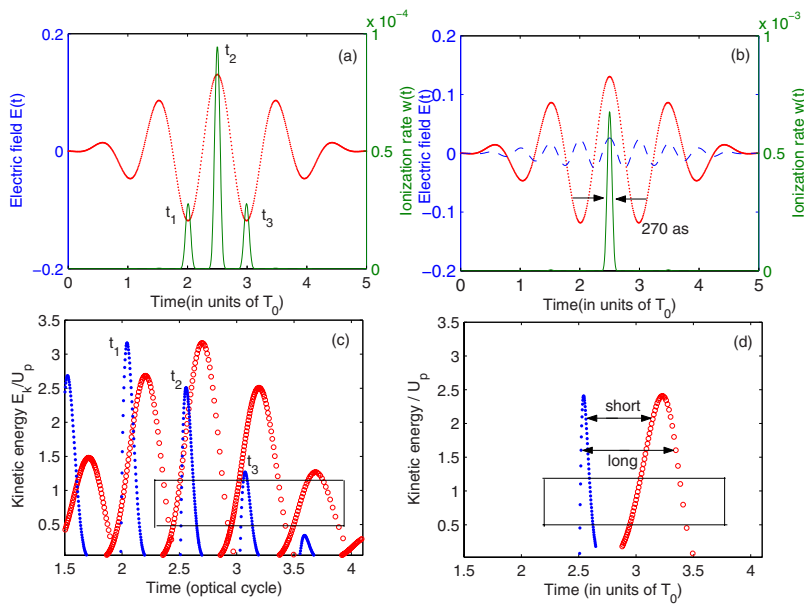 x 10⁻⁴
0.2
0
−0.2
Electric field E(t)
(a)
t₁
t₂
t₃
1
0.5
0
Ionization rate w(t)
0 1 2 3 4 5
Time(in units of T₀)
x 10⁻³
0.2
0.1
0
−0.1
−0.2
Electric field E(t)
(b)
270 as
1
0.5
0
Ionization rate w(t)
0 1 2 3 4 5
Time(in units of T₀)
3.5
3
2.5
2
1.5
1
0.5
Kinetic energy Eₖ/Uₚ
(c)
t₁
t₂
t₃
1.5 2 2.5 3 3.5 4
Time (optical cycle)
3.5
3
2.5
2
1.5
1
0.5
Kinetic energy / Uₚ
(d)
short
long
1.5 2 2.5 3 3.5 4
Time (in units of T₀)